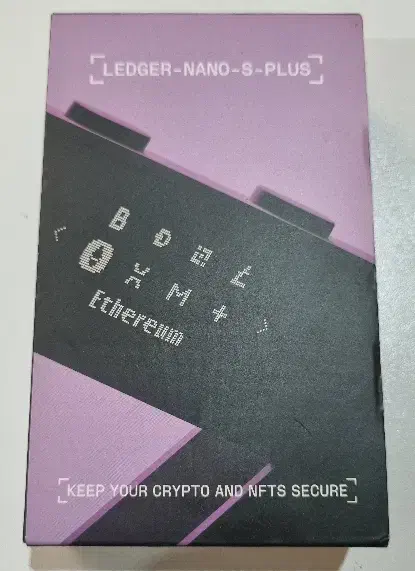 [LEDGER-NANO-S-PLUS]
Ethereum
[KEEP YOUR CRYPTO AND NFTS SECURE]